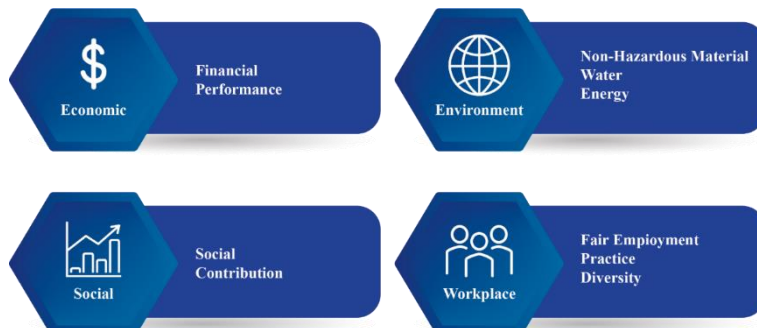 Economic
Financial
Performance
Environment
Non-Hazardous Material
Water
Energy
Social
Social
Contribution
Workplace
Fair Empioyment
Practice
Diversity